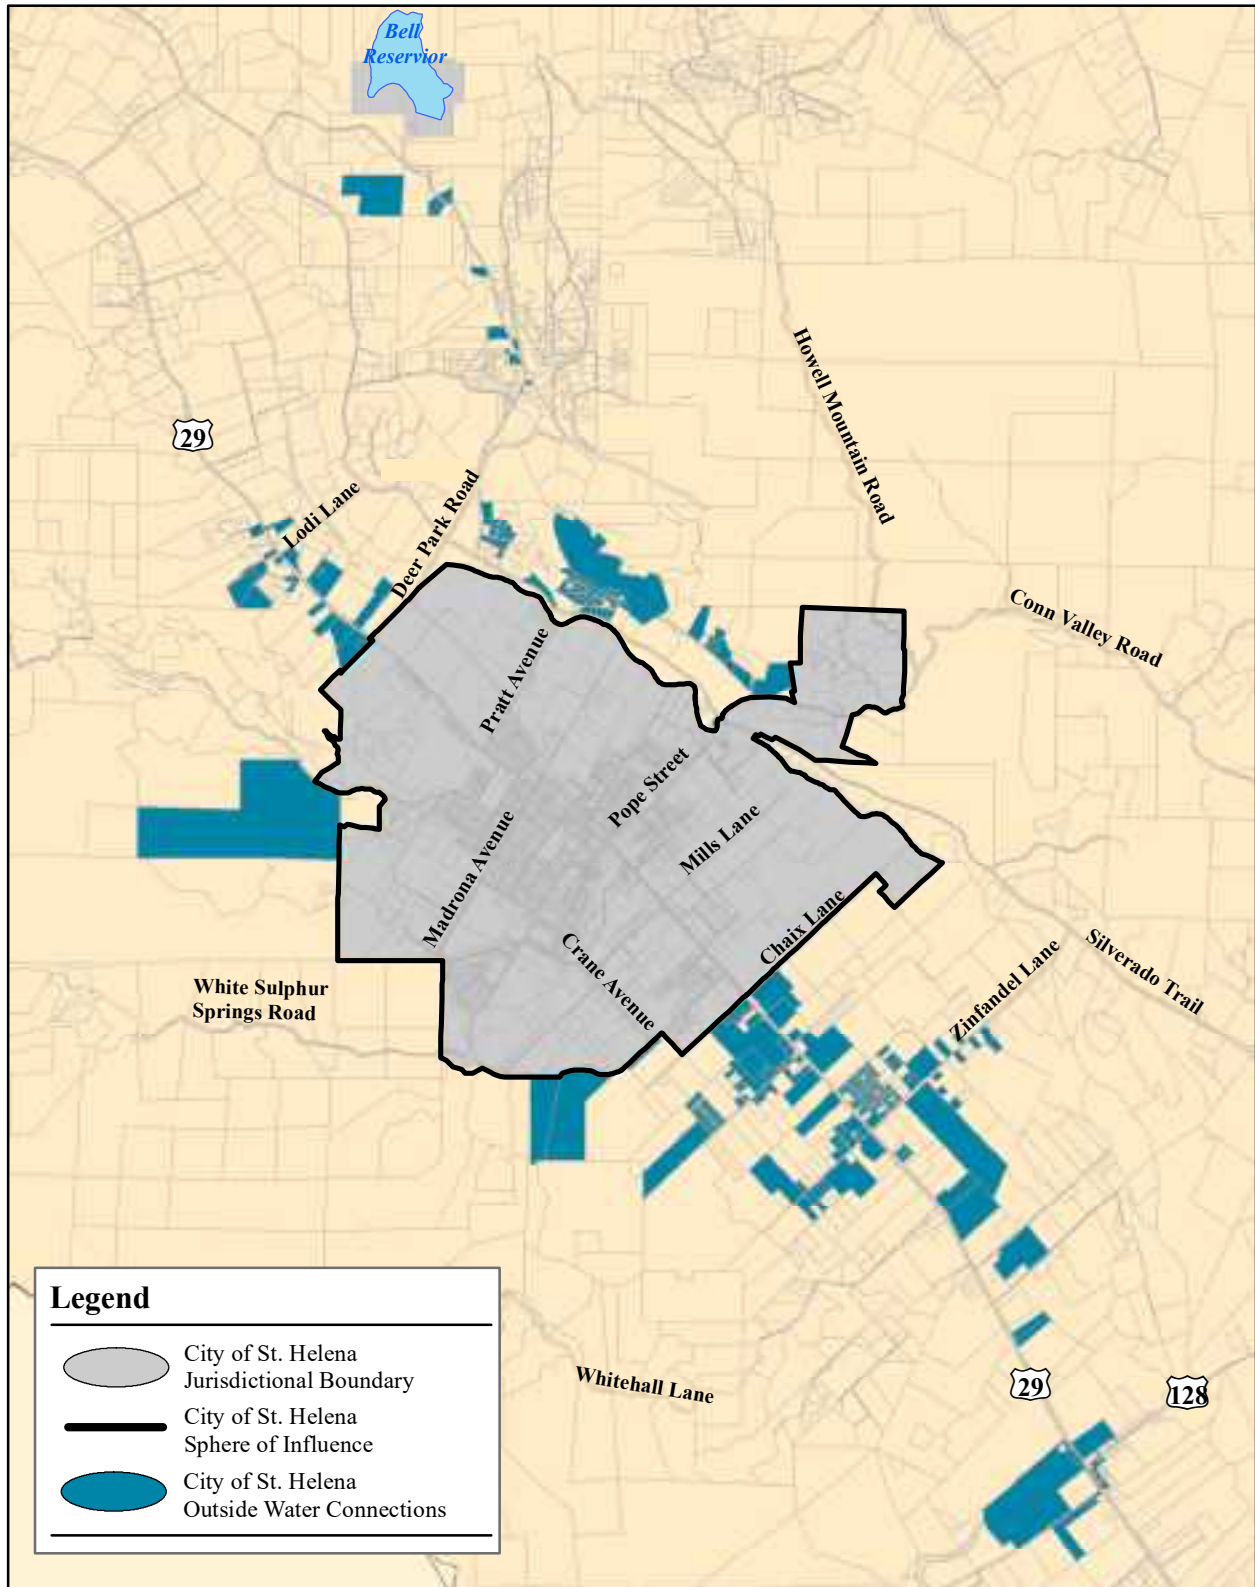 Bell
Reservior
Howell Mountain Road
29
Lodi Lane
Deer Park Road
Conn Valley Road
Pratt Avenue
Pope Street
Mills Lane
Madrona Avenue
Chaix Lane
Crane Avenue
Silverado Trail
Zinfandel Lane
White Sulphur
Springs Road
Whitehall Lane
29
128
Legend
City of St. Helena
Jurisdictional Boundary
City of St. Helena
Sphere of Influence
City of St. Helena
Outside Water Connections